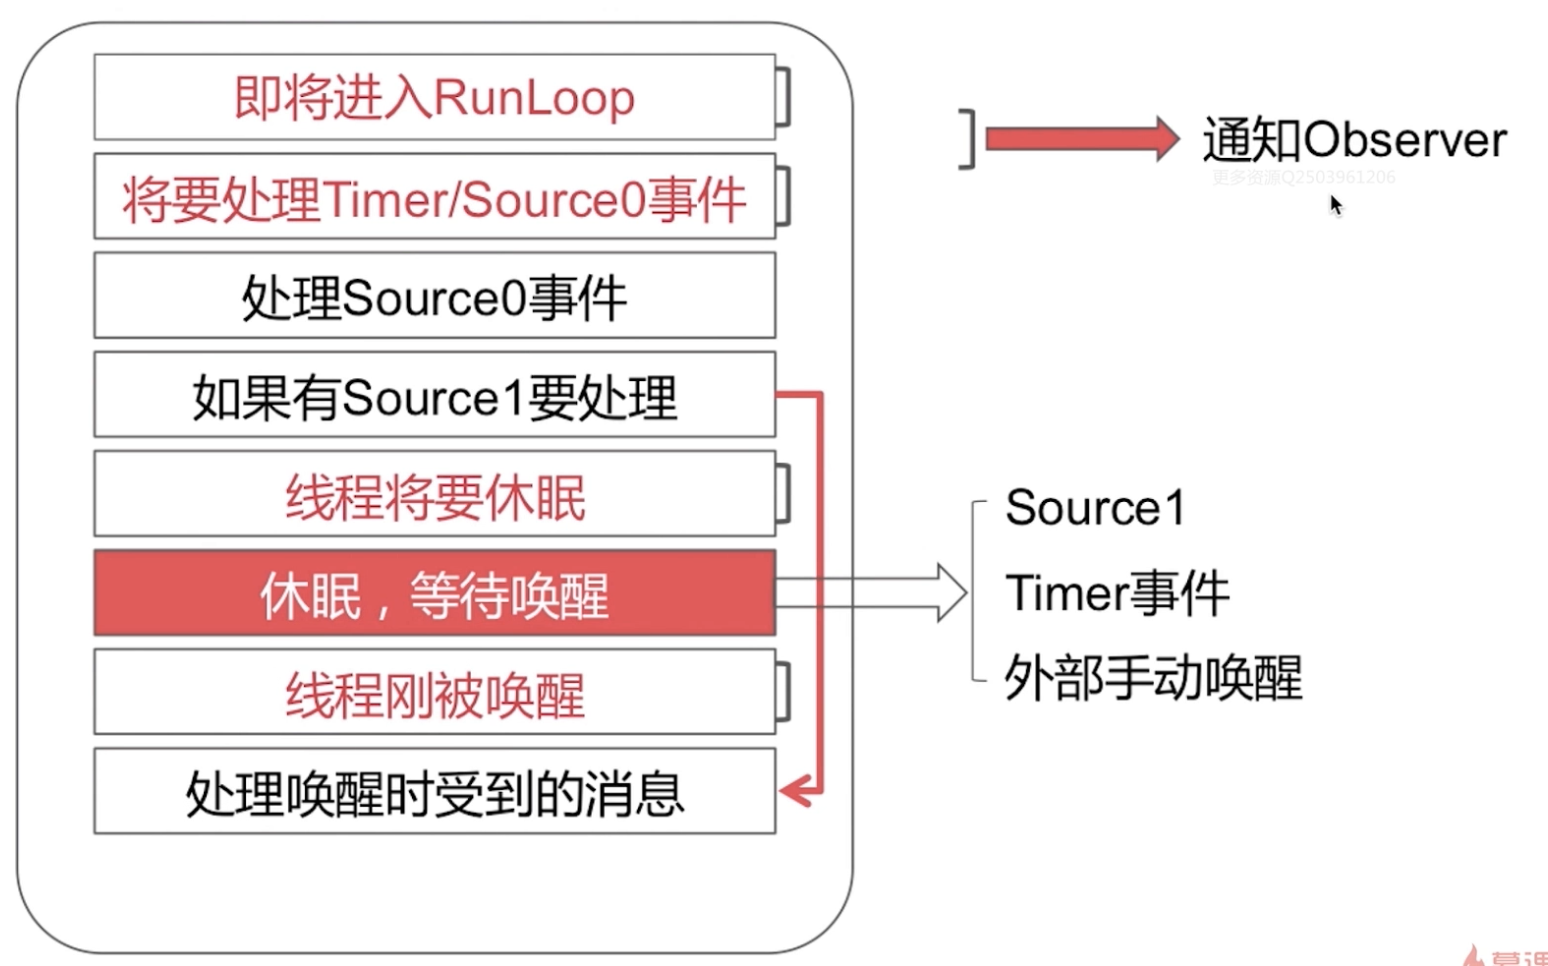 即将进入RunLoop
将要处理Timer/Source0事件
处理Source0事件
如果有Source1要处理
线程将要休眠
休眠，等待唤醒
线程刚被唤醒
处理唤醒时受到的消息
通知Observer
更多资源Q2503961206
Source1
Timer事件
外部手动唤醒